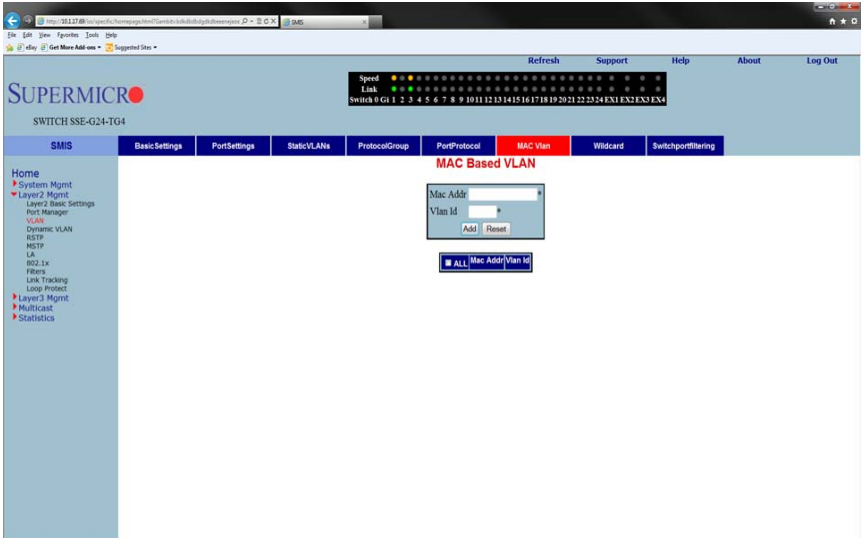 SMIS
File Edit View Favorites Tools Help
eBay Get More Add-ons Suggested Sites
Refresh Support Help About Log Out
SUPERMICRO
SWITCH SSE-G24-TG4
Speed
Link
Switch 0 Gi 1 2 3 4 5 6 7 8 9 10 11 12 13 14 15 16 17 18 19 20 21 22 23 24 EX1 EX2 EX3 EX4
SMIS BasicSettings PortSettings StaticVLANs ProtocolGroup PortProtocol MAC Vlan Wildcard Switchportfiltering
MAC Based VLAN
Home
System Mgmt
Layer2 Mgmt
Layer2 Basic Settings
Port Manager
VLAN
Dynamic VLAN
RSTP
MSTP
LA
802.1x
Filters
Link Tracking
Loop Protect
Layer3 Mgmt
Multicast
Statistics
Mac Addr *
Vlan Id *
Add Reset
ALL Mac Addr Vlan Id